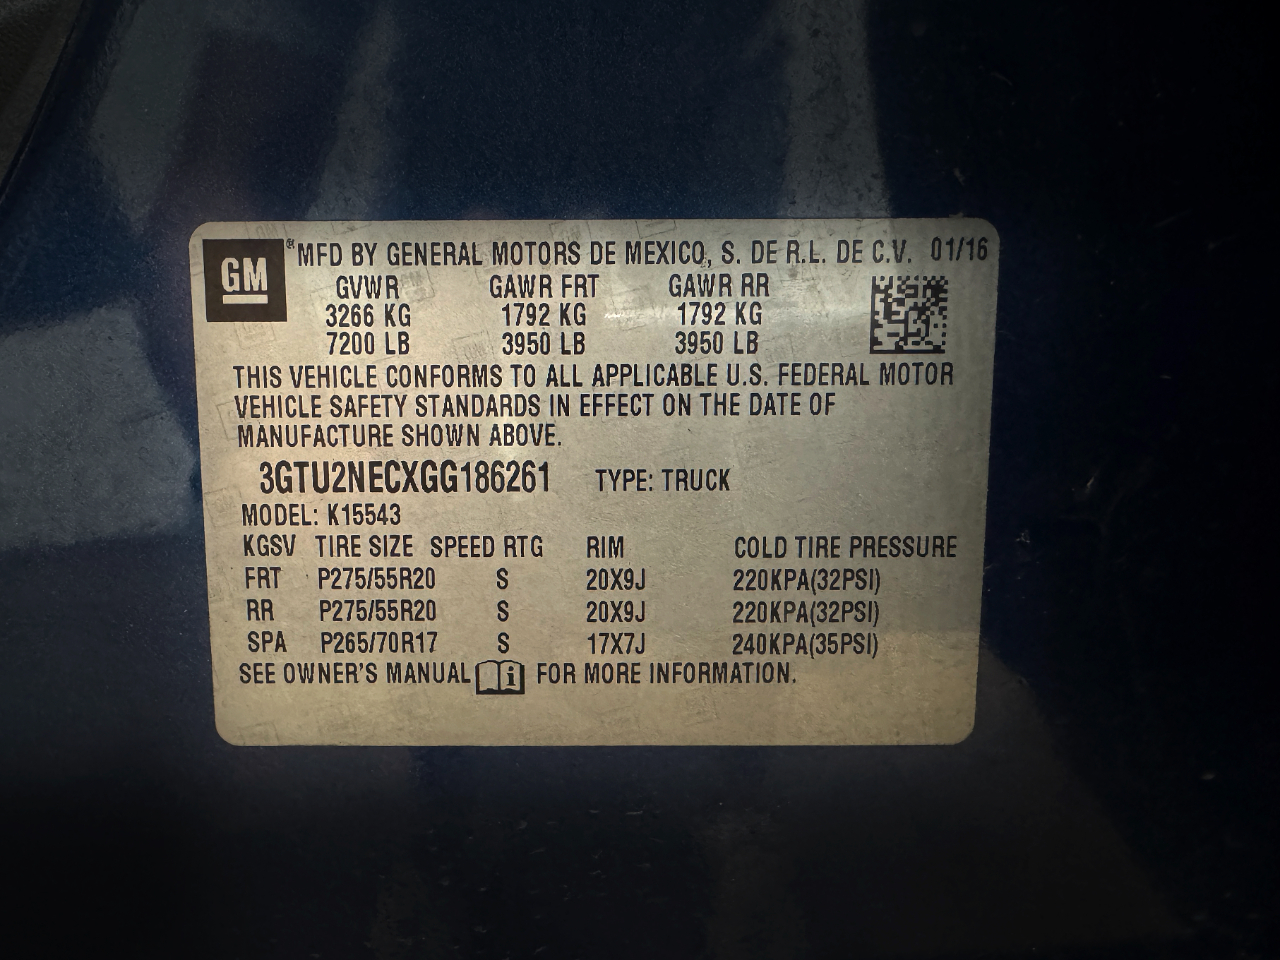 GM ® MFD BY GENERAL MOTORS DE MEXICO, S. DE R.L. DE C.V. 01/16
GVWR GAWR FRT GAWR RR
3266 KG 1792 KG 1792 KG
7200 LB 3950 LB 3950 LB
THIS VEHICLE CONFORMS TO ALL APPLICABLE U.S. FEDERAL MOTOR
VEHICLE SAFETY STANDARDS IN EFFECT ON THE DATE OF
MANUFACTURE SHOWN ABOVE.
3GTU2NECXGG186261 TYPE: TRUCK
MODEL: K15543
KGSV TIRE SIZE SPEED RTG RIM COLD TIRE PRESSURE
FRT P275/55R20 S 20X9J 220KPA(32PSI)
RR P275/55R20 S 20X9J 220KPA(32PSI)
SPA P265/70R17 S 17X7J 240KPA(35PSI)
SEE OWNER'S MANUAL i FOR MORE INFORMATION.